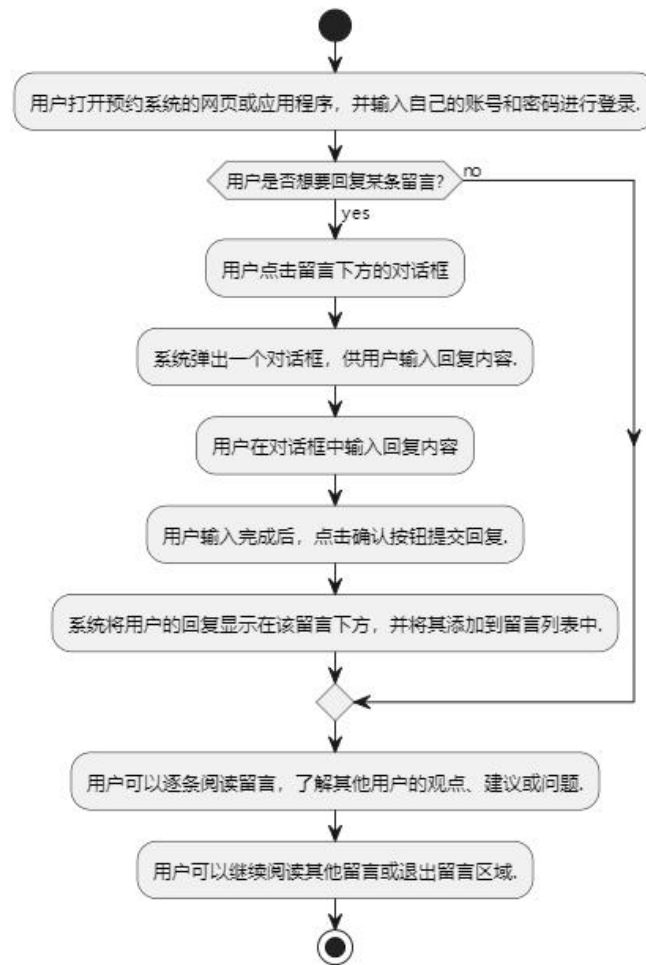 用户打开预约系统的网页或应用程序，并输入自己的账号和密码进行登录.
用户是否想要回复某条留言?
no
yes
用户点击留言下方的对话框
系统弹出一个对话框，供用户输入回复内容.
用户在对话框中输入回复内容
用户输入完成后，点击确认按钮提交回复.
系统将用户的回复显示在该留言下方，并将其添加到留言列表中.
用户可以逐条阅读留言，了解其他用户的观点、建议或问题.
用户可以继续阅读其他留言或退出留言区域.